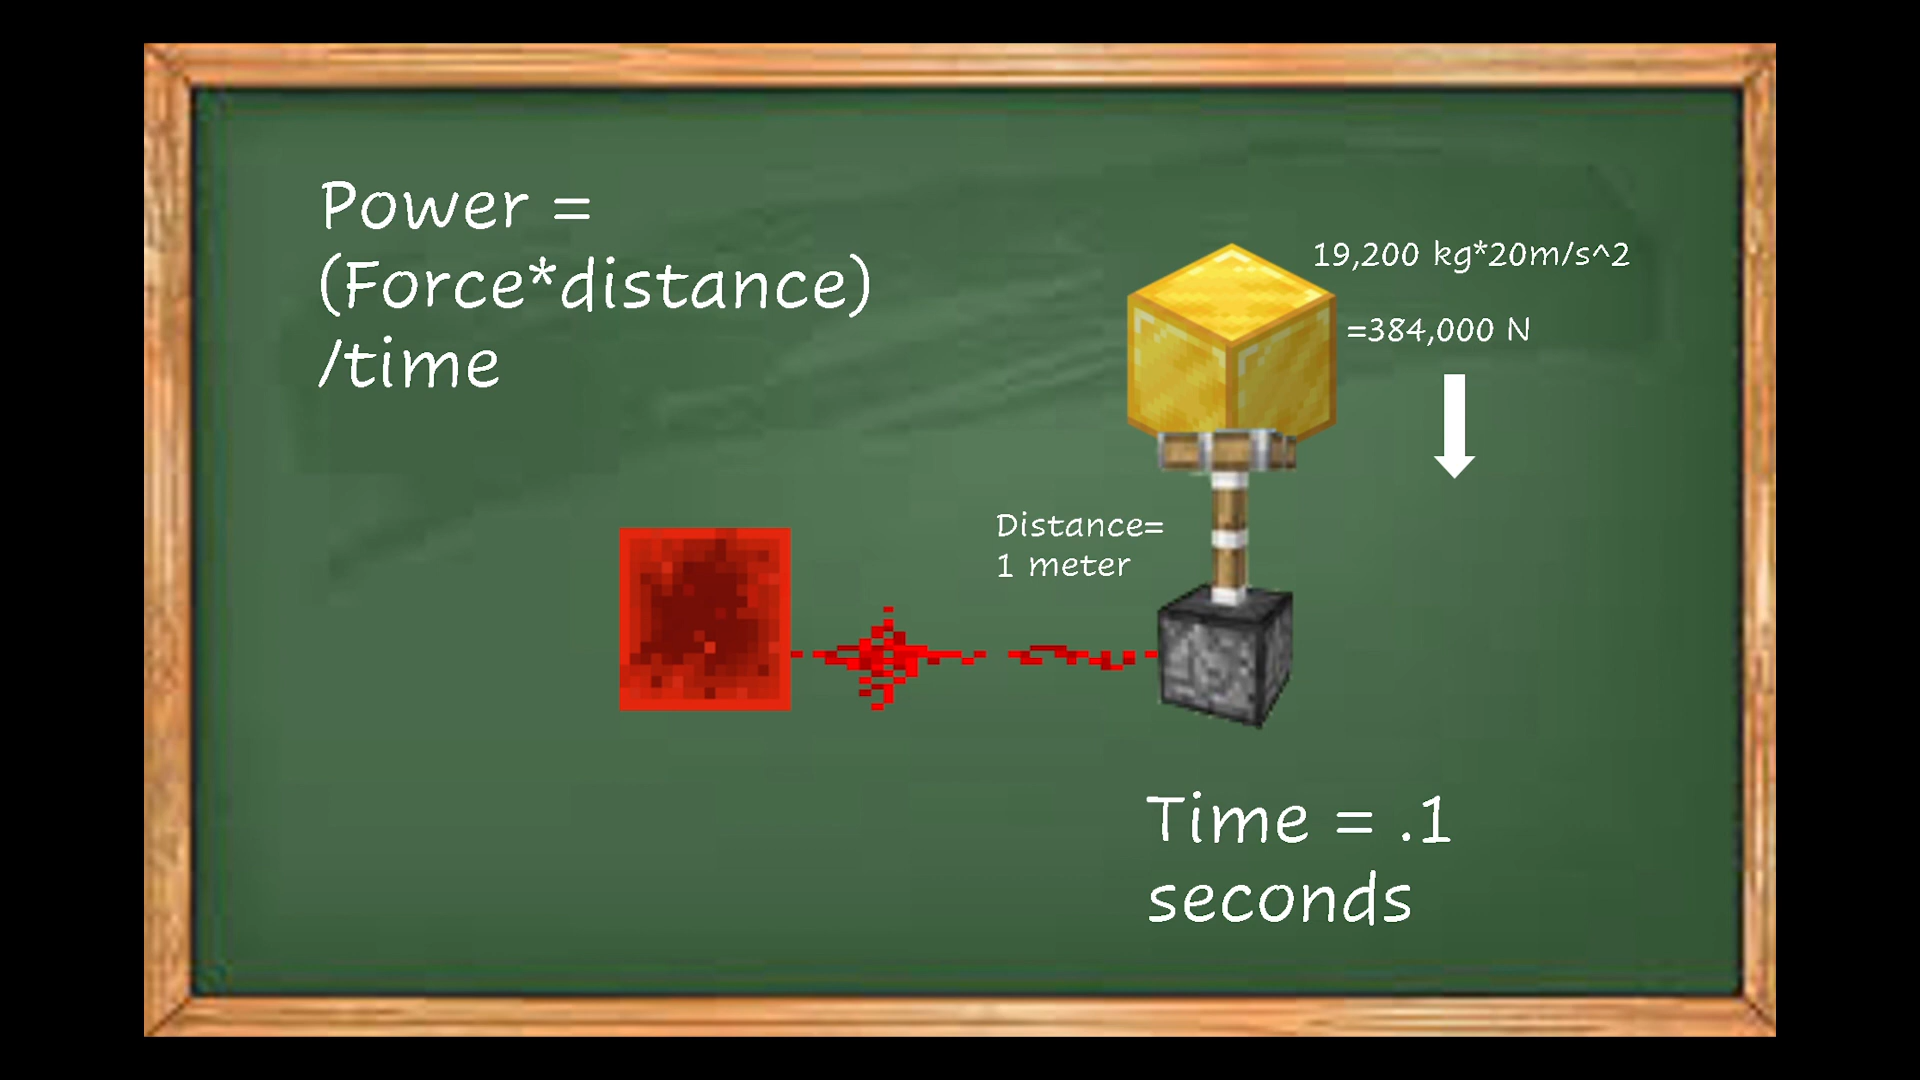 Power =
(Force*distance)
/time
19,200 kg*20m/s^2
=384,000 N
Distance=
1 meter
Time = .1
seconds